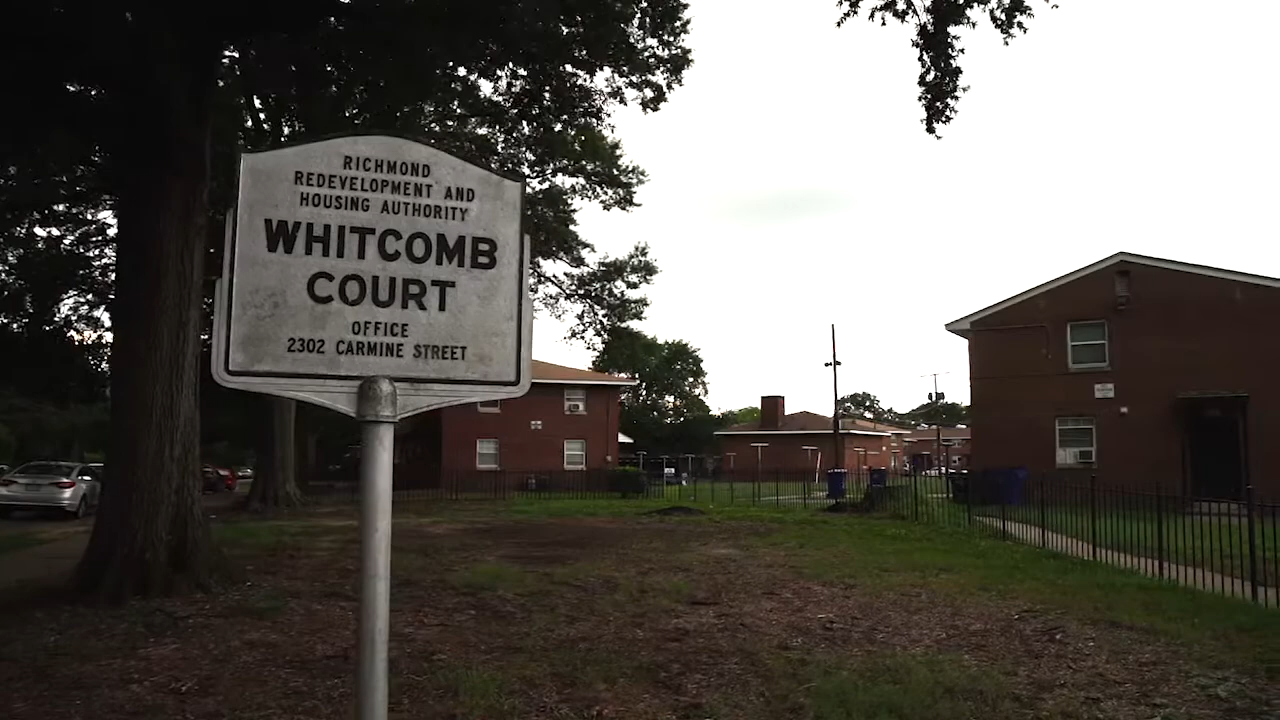 RICHMOND
REDEVELOPMENT AND
HOUSING AUTHORITY
WHITCOMB
COURT
OFFICE
2302 CARMINE STREET